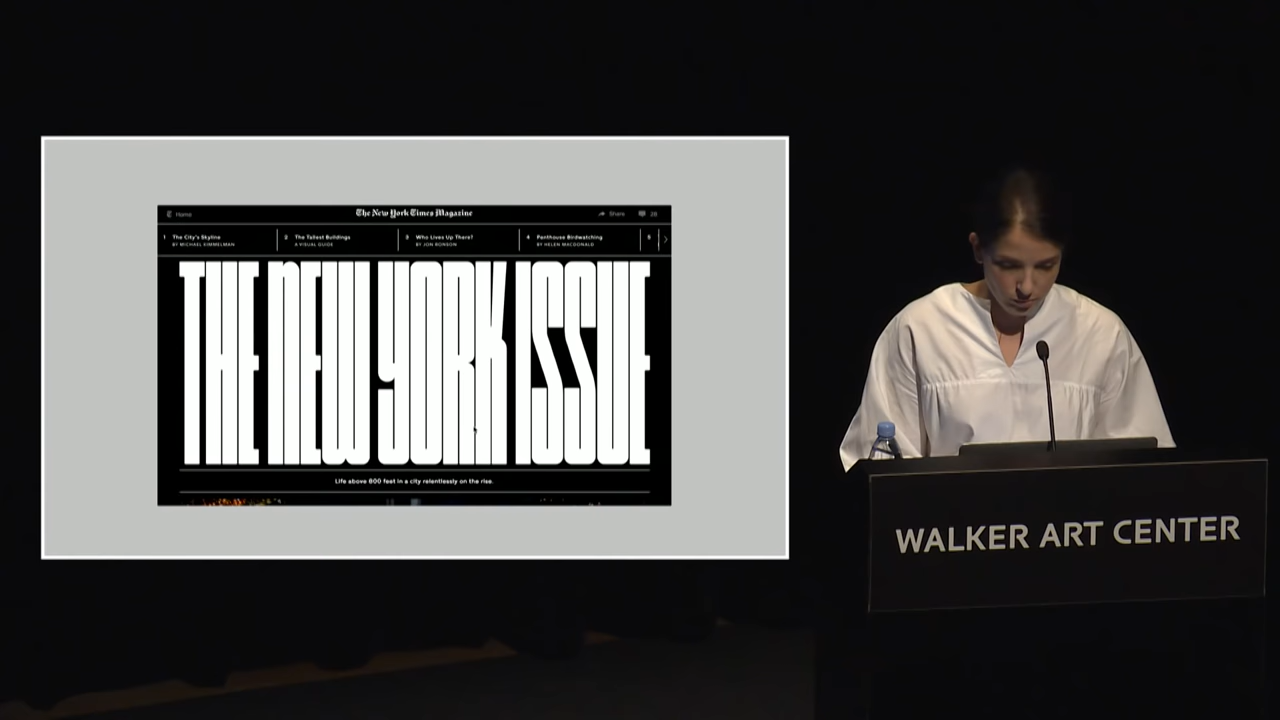 Home
The New York Times Magazine
Share
28
1 The City's Skyline
BY MICHAEL KIMMELMAN
2 The Tallest Buildings
A VISUAL GUIDE
3 Who Lives Up There?
BY JON RONSON
4 Penthouse Birdwatching
BY HELEN MACDONALD
5
THE NEW YORK ISSUE
Life above 800 feet in a city relentlessly on the rise.
WALKER ART CENTER